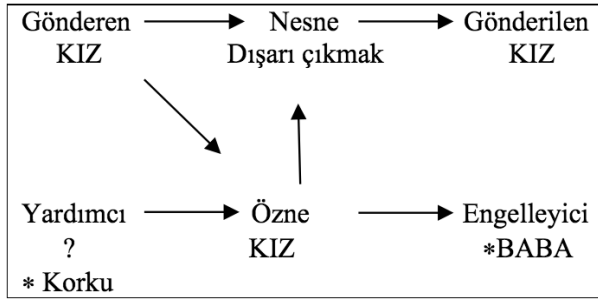 Gönderen Nesne Gönderilen
KIZ Dışarı çıkmak KIZ
Yardımcı Özne Engelleyici
? KIZ *BABA
* Korku